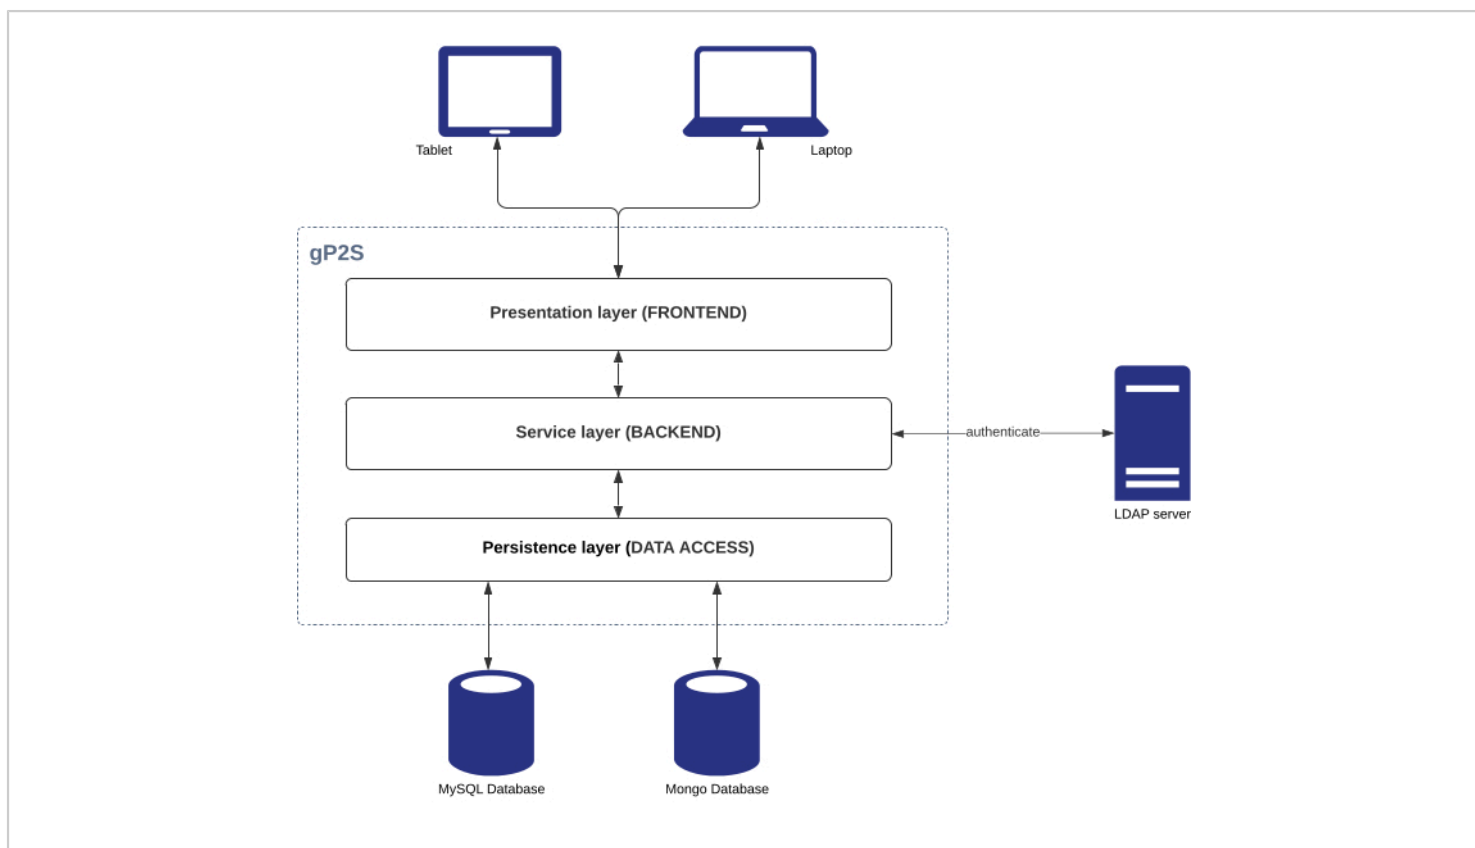 Tablet
Laptop
gP2S
Presentation layer (FRONTEND)
Service layer (BACKEND)
authenticate
LDAP server
Persistence layer (DATA ACCESS)
MySQL Database
Mongo Database